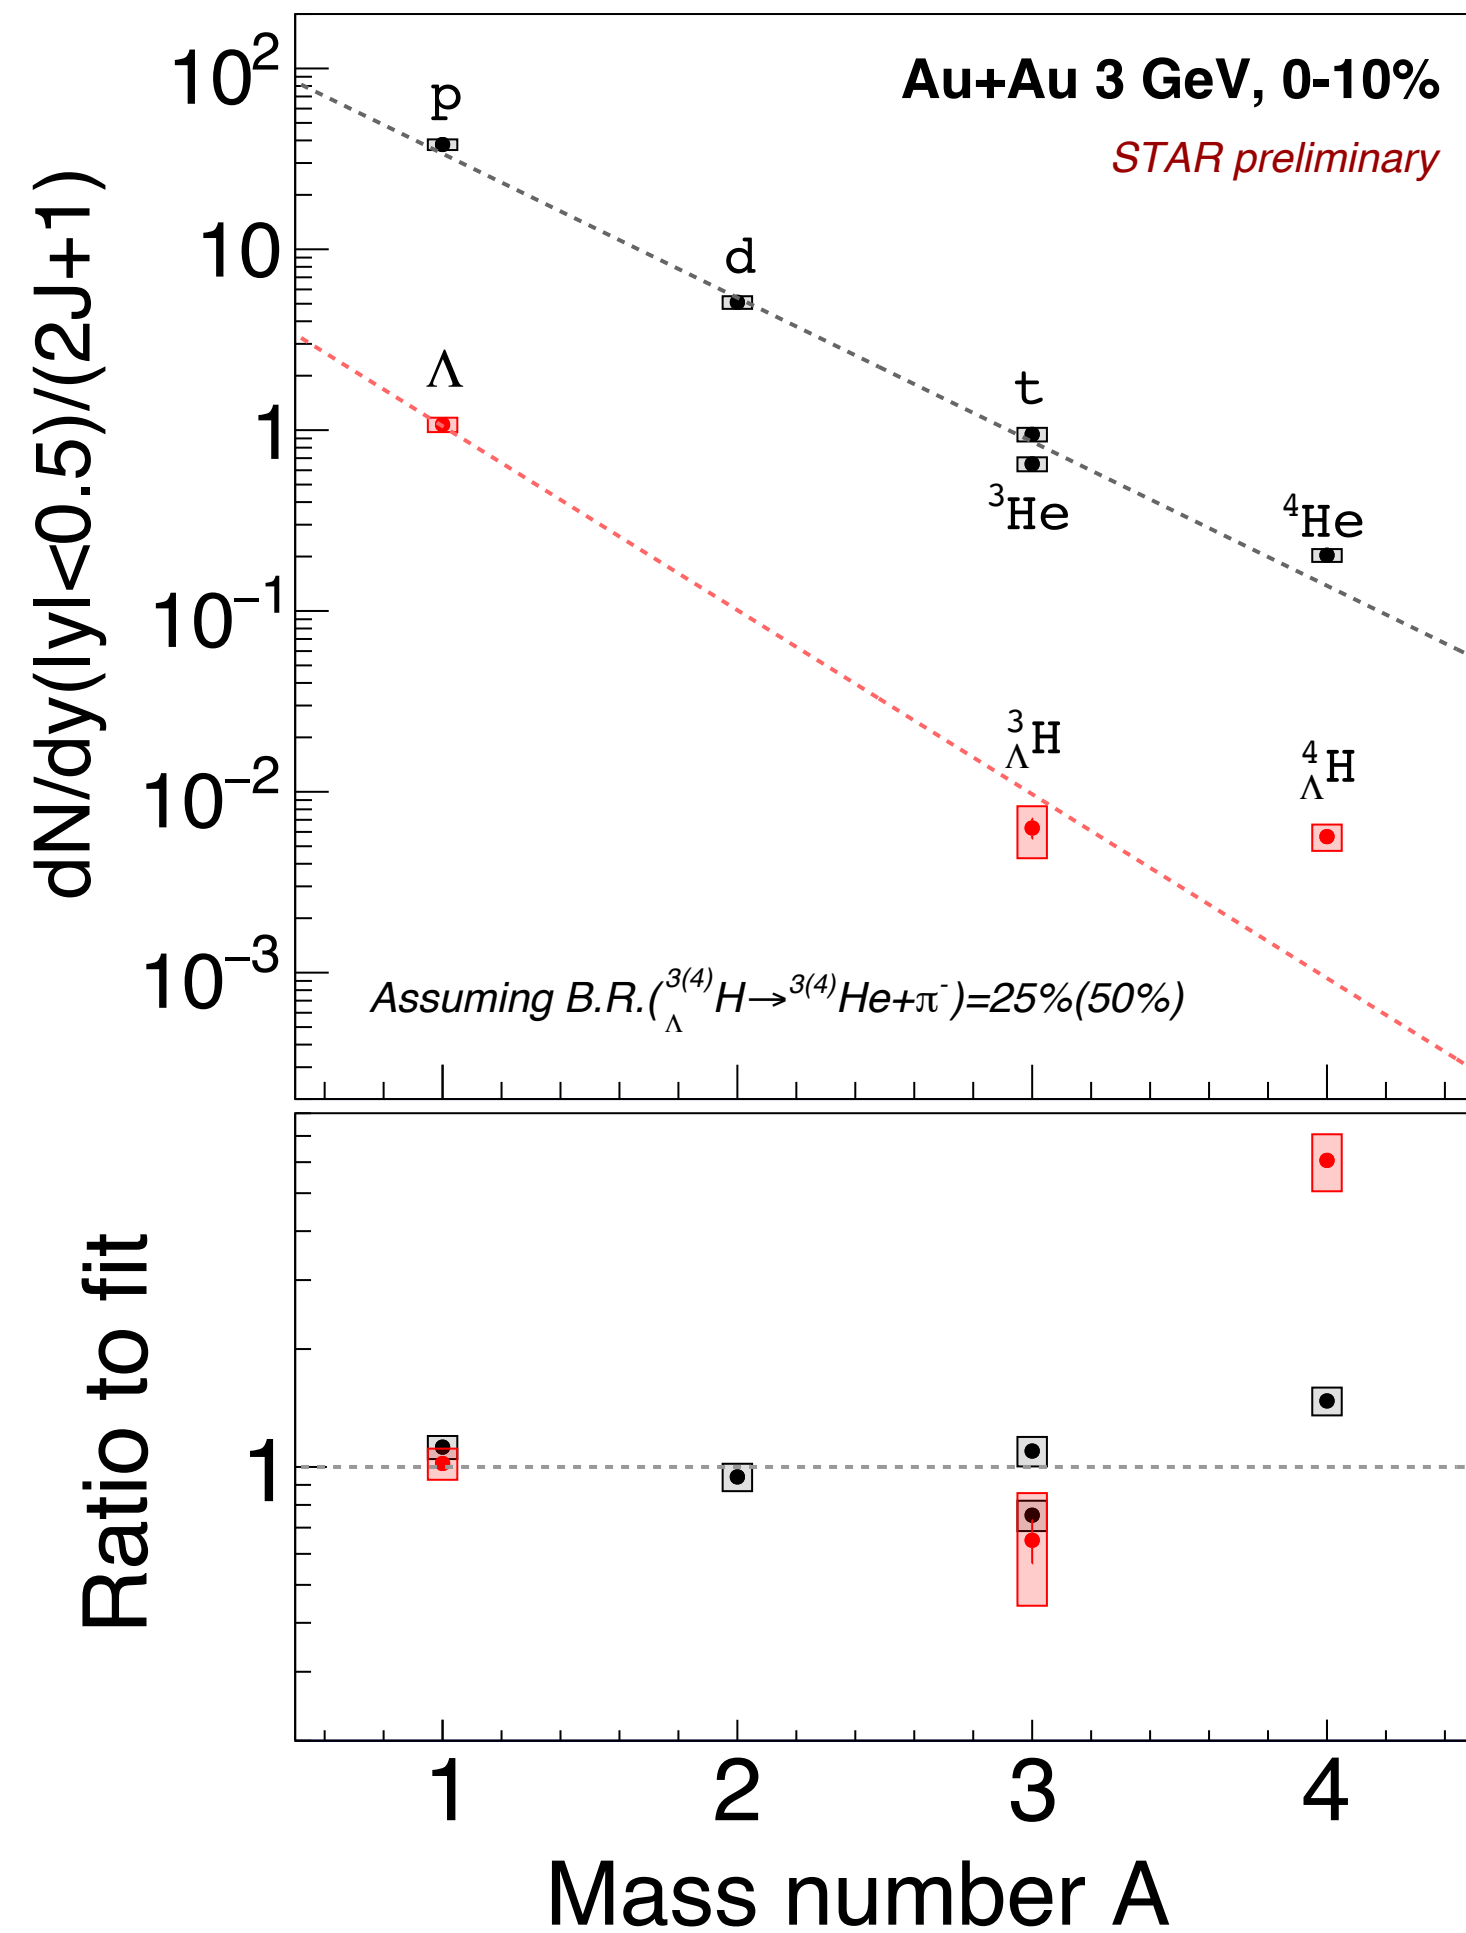 Au+Au 3 GeV, 0-10%
STAR preliminary
dN/dy(|y|<0.5)/(2J+1)
10²
10
1
10⁻¹
10⁻²
10⁻³
p
d
Λ
t
³He
⁴He
³ΛH
⁴ΛH
Assuming B.R.(³⁽⁴⁾ΛH→³⁽⁴⁾He+π⁻)=25%(50%)
Ratio to fit
1
1 2 3 4
Mass number A